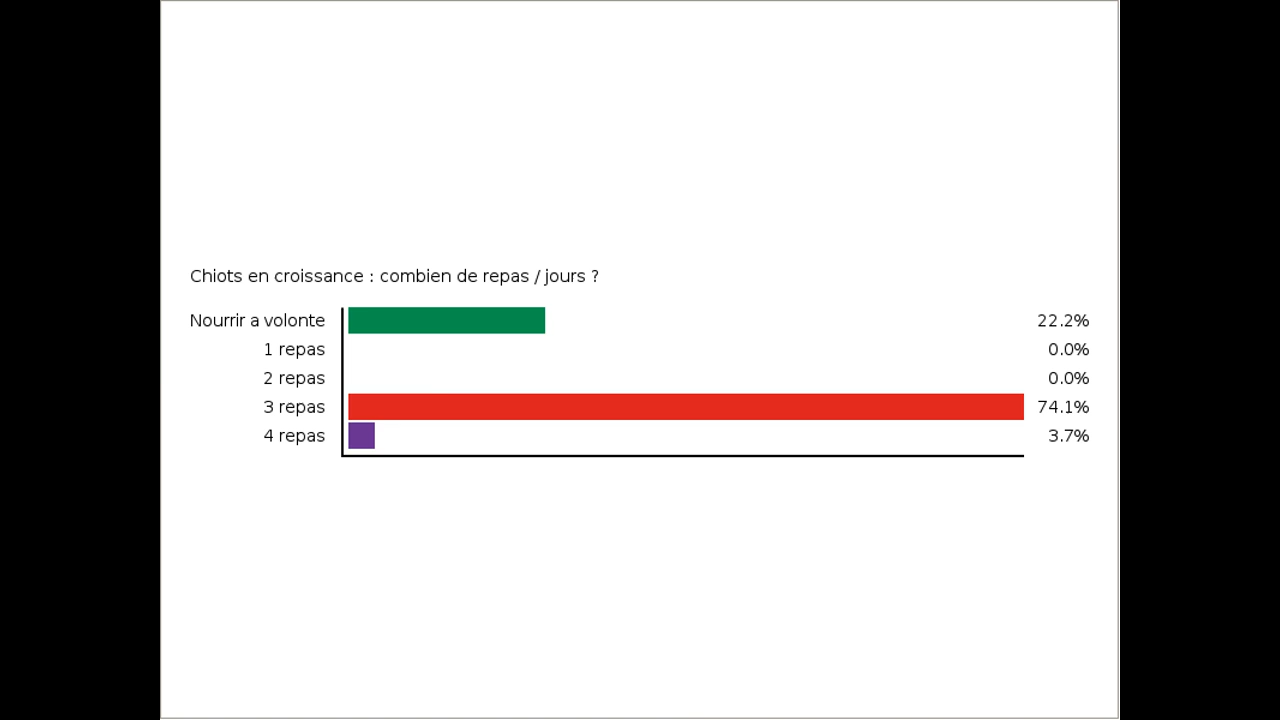 Chiots en croissance : combien de repas / jours ?
Nourrir a volonte 22.2%
1 repas 0.0%
2 repas 0.0%
3 repas 74.1%
4 repas 3.7%